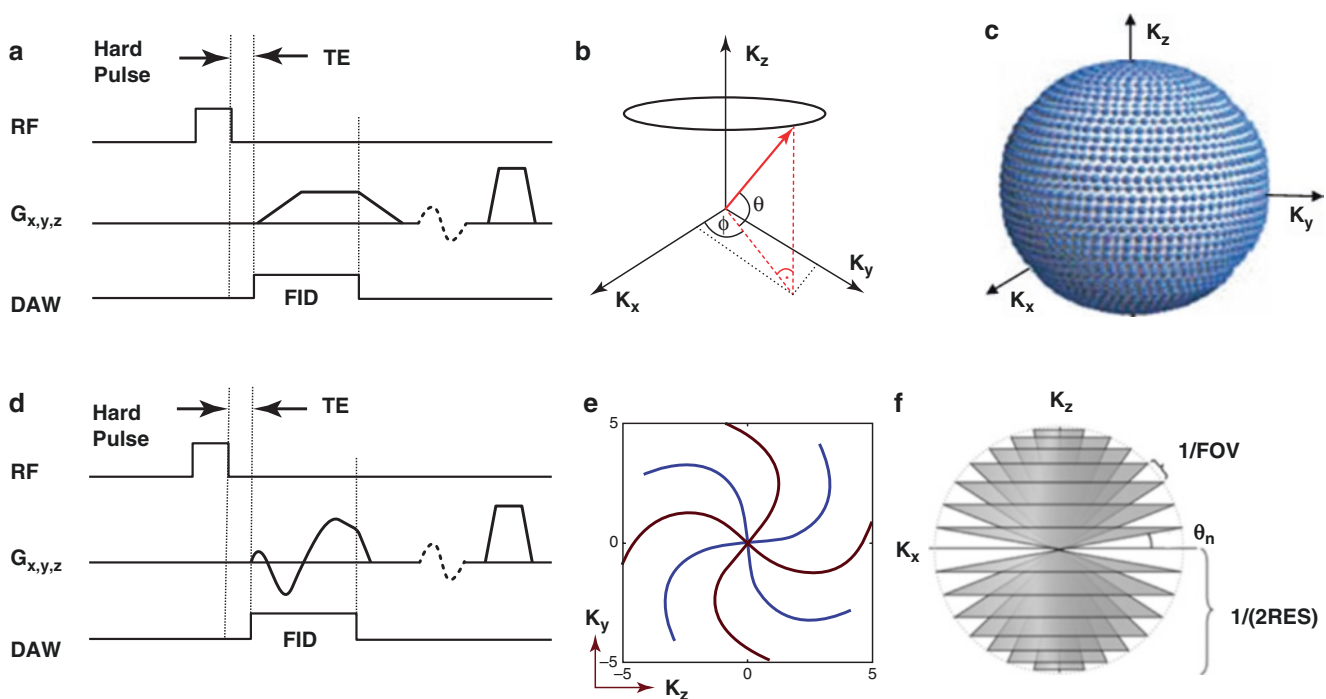 a
Hard
Pulse
TE
RF
Gx,y,z
DAW
FID
b
Kz
θ
ϕ
Ky
Kx
c
Kz
Ky
Kx
d
Hard
Pulse
TE
RF
Gx,y,z
DAW
FID
e
5
0
Ky
–5
–5
0
5
Kz
f
Kz
1/FOV
θn
Kx
1/(2RES)